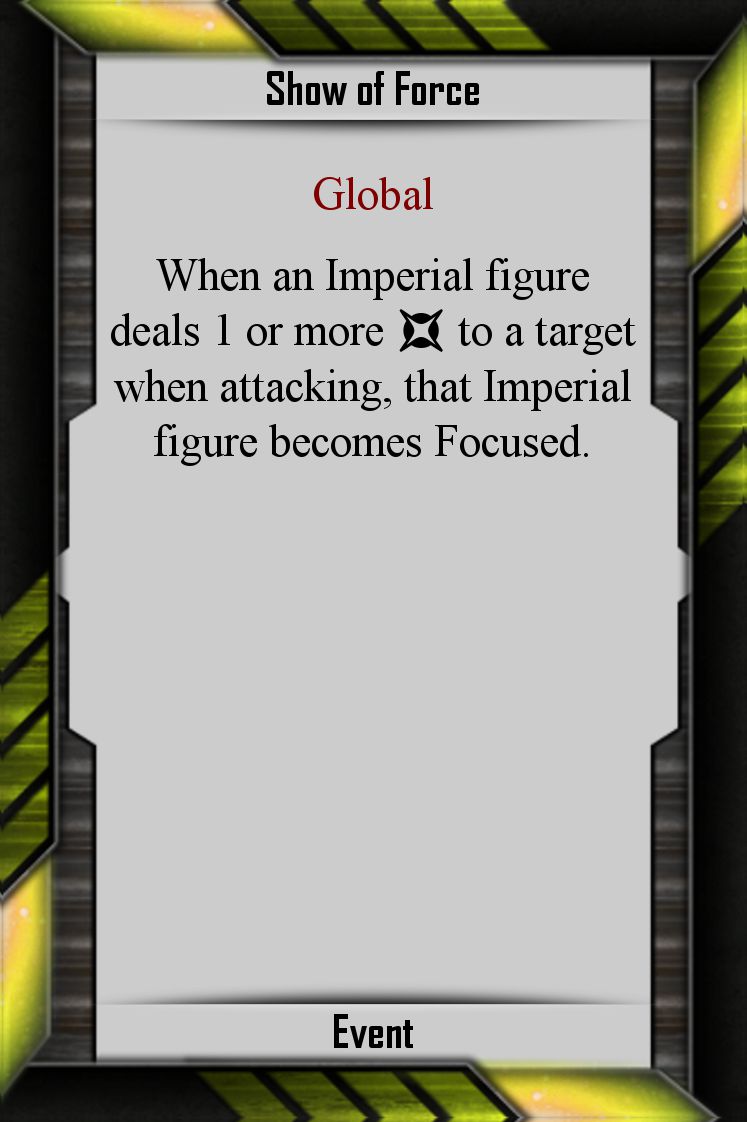 Show of Force
Global
When an Imperial figure
deals 1 or more to a target
when attacking, that Imperial
figure becomes Focused.
Event